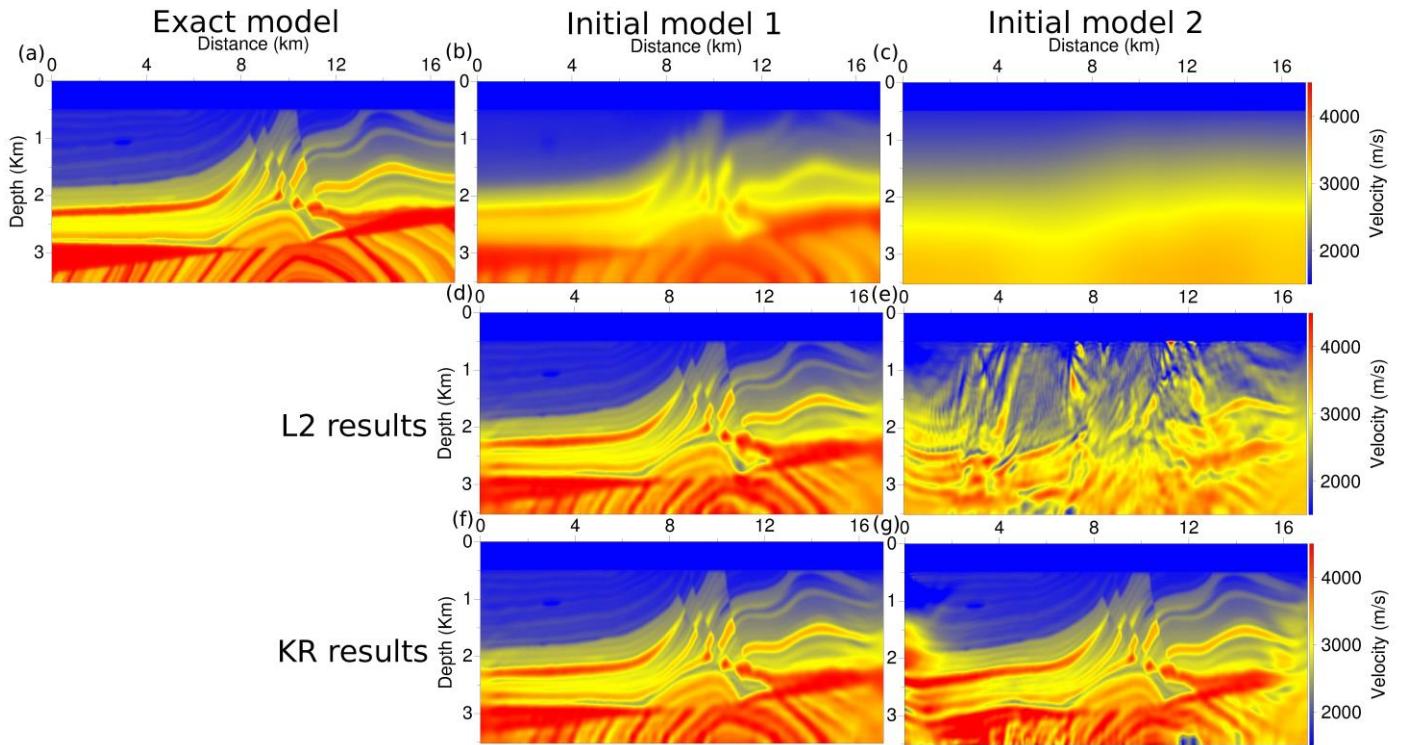 Exact model
Initial model 1
Initial model 2
Distance (km)
Distance (km)
Distance (km)
(a)
(b)
(c)
0 4 8 12 16
0 4 8 12 16
0 4 8 12 16
Depth (Km)
0
1
2
3
0
1
2
3
0
1
2
3
4000
3000
2000
Velocity (m/s)
L2 results
(d)
(e)
0 4 8 12 16
0 4 8 12 16
Depth (Km)
0
1
2
3
0
1
2
3
4000
3000
2000
Velocity (m/s)
KR results
(f)
(g)
0 4 8 12 16
0 4 8 12 16
Depth (Km)
0
1
2
3
0
1
2
3
4000
3000
2000
Velocity (m/s)